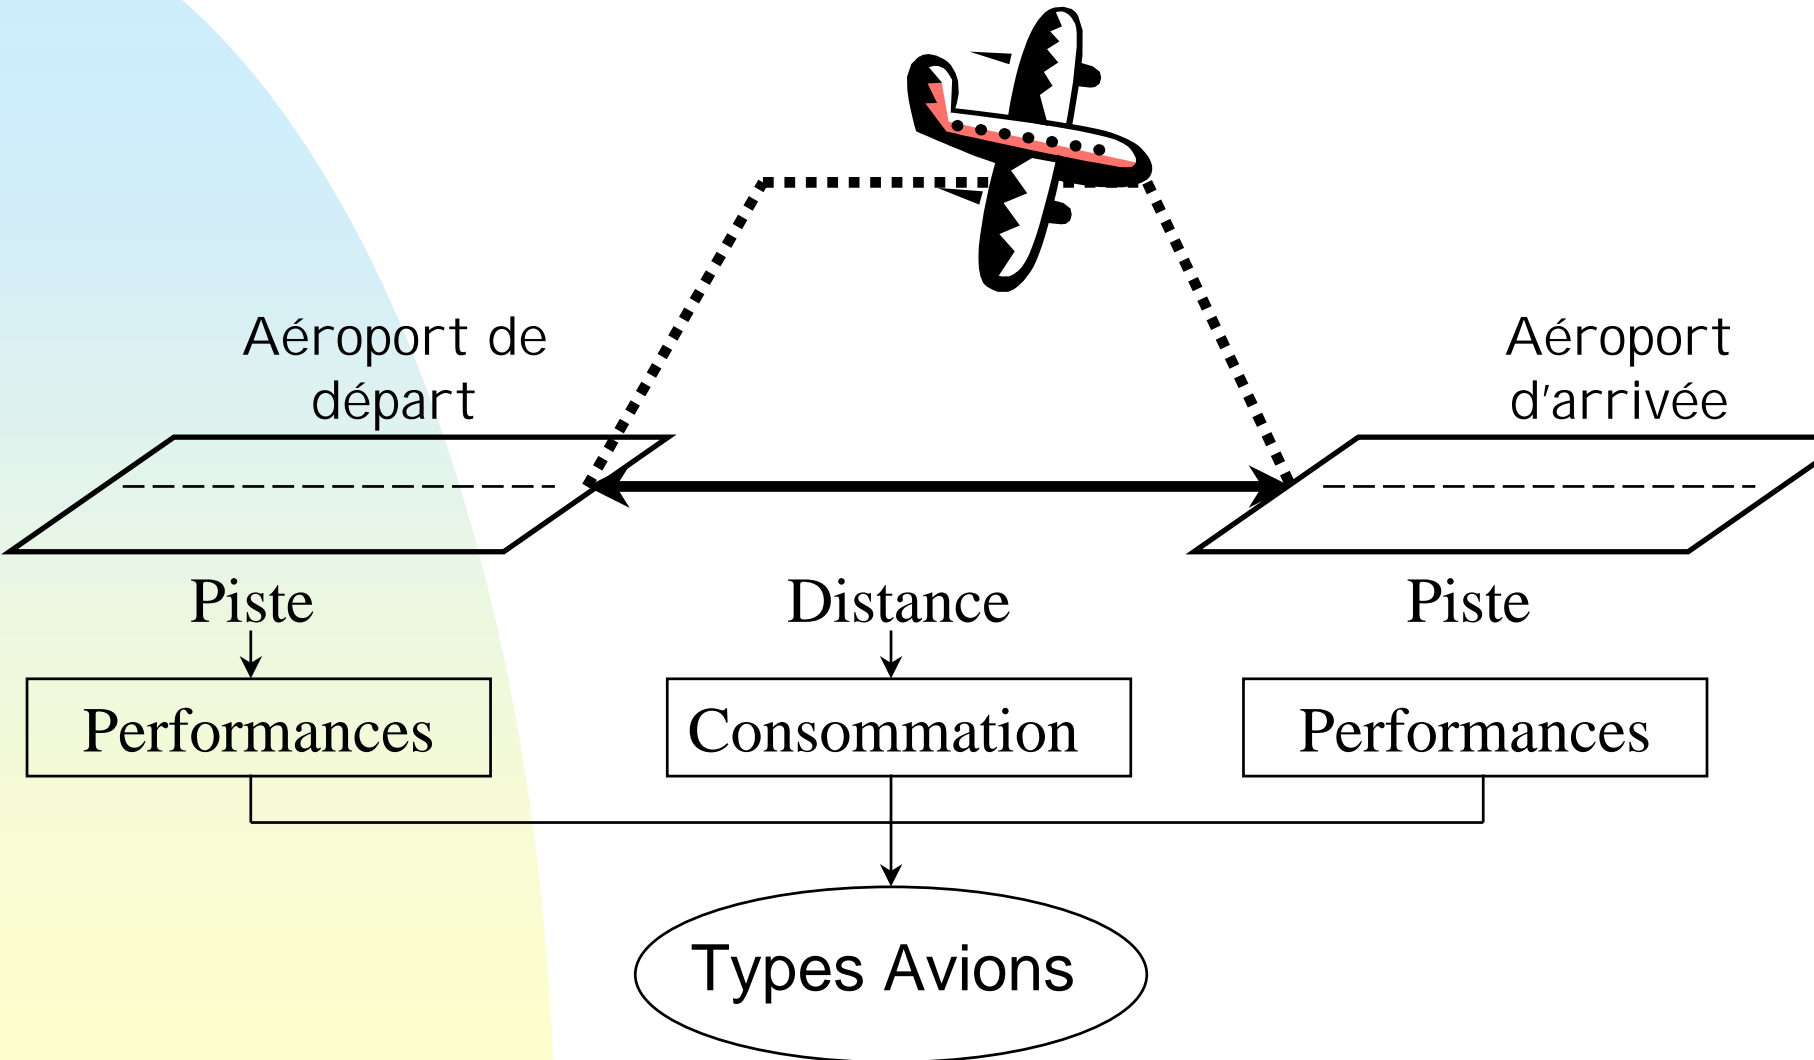 Aéroport de
départ
Aéroport
d'arrivée
Piste
Distance
Piste
Performances
Consommation
Performances
Types Avions